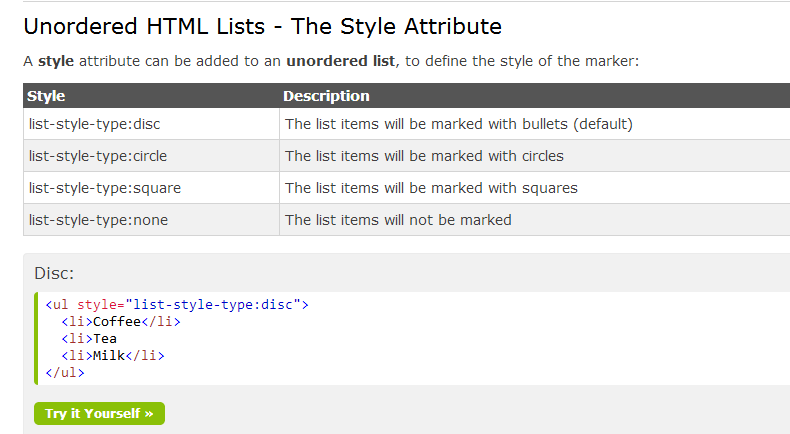 Unordered HTML Lists - The Style Attribute
A style attribute can be added to an unordered list, to define the style of the marker:
Style Description
list-style-type:disc The list items will be marked with bullets (default)
list-style-type:circle The list items will be marked with circles
list-style-type:square The list items will be marked with squares
list-style-type:none The list items will not be marked
Disc:
<ul style="list-style-type:disc">
  <li>Coffee</li>
  <li>Tea
  <li>Milk</li>
</ul>
Try it Yourself »